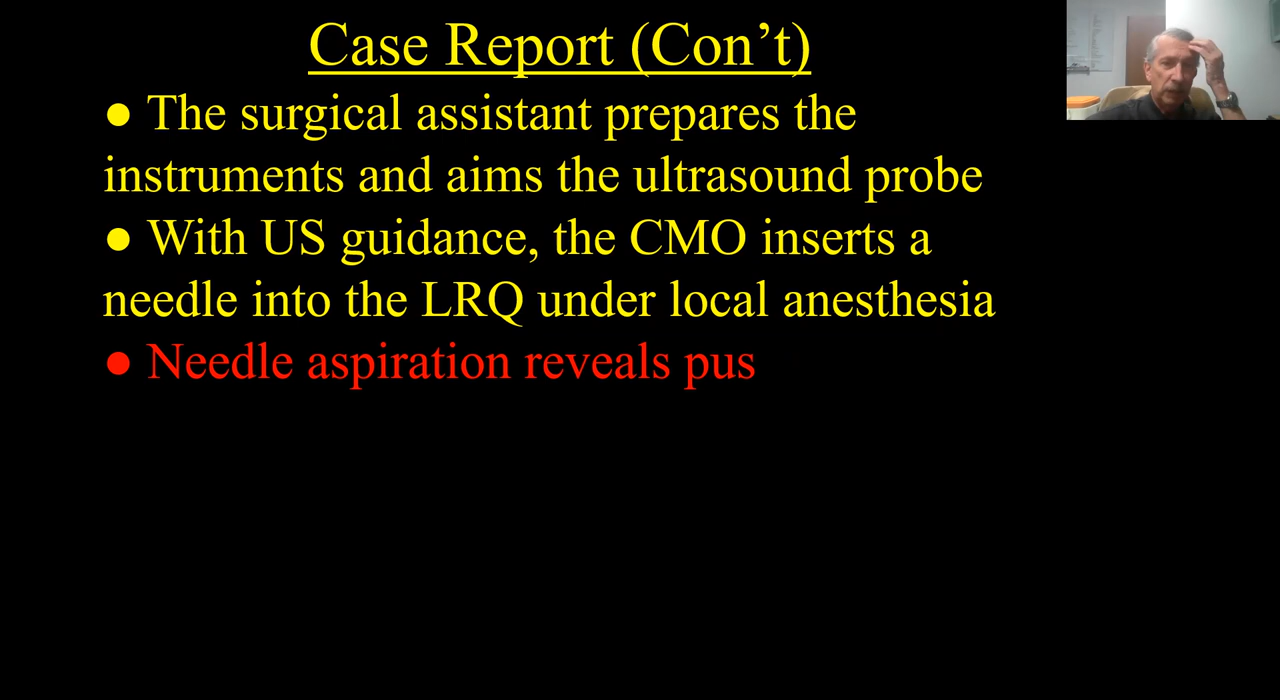 Case Report (Con’t)
● The surgical assistant prepares the
instruments and aims the ultrasound probe
● With US guidance, the CMO inserts a
needle into the LRQ under local anesthesia
● Needle aspiration reveals pus